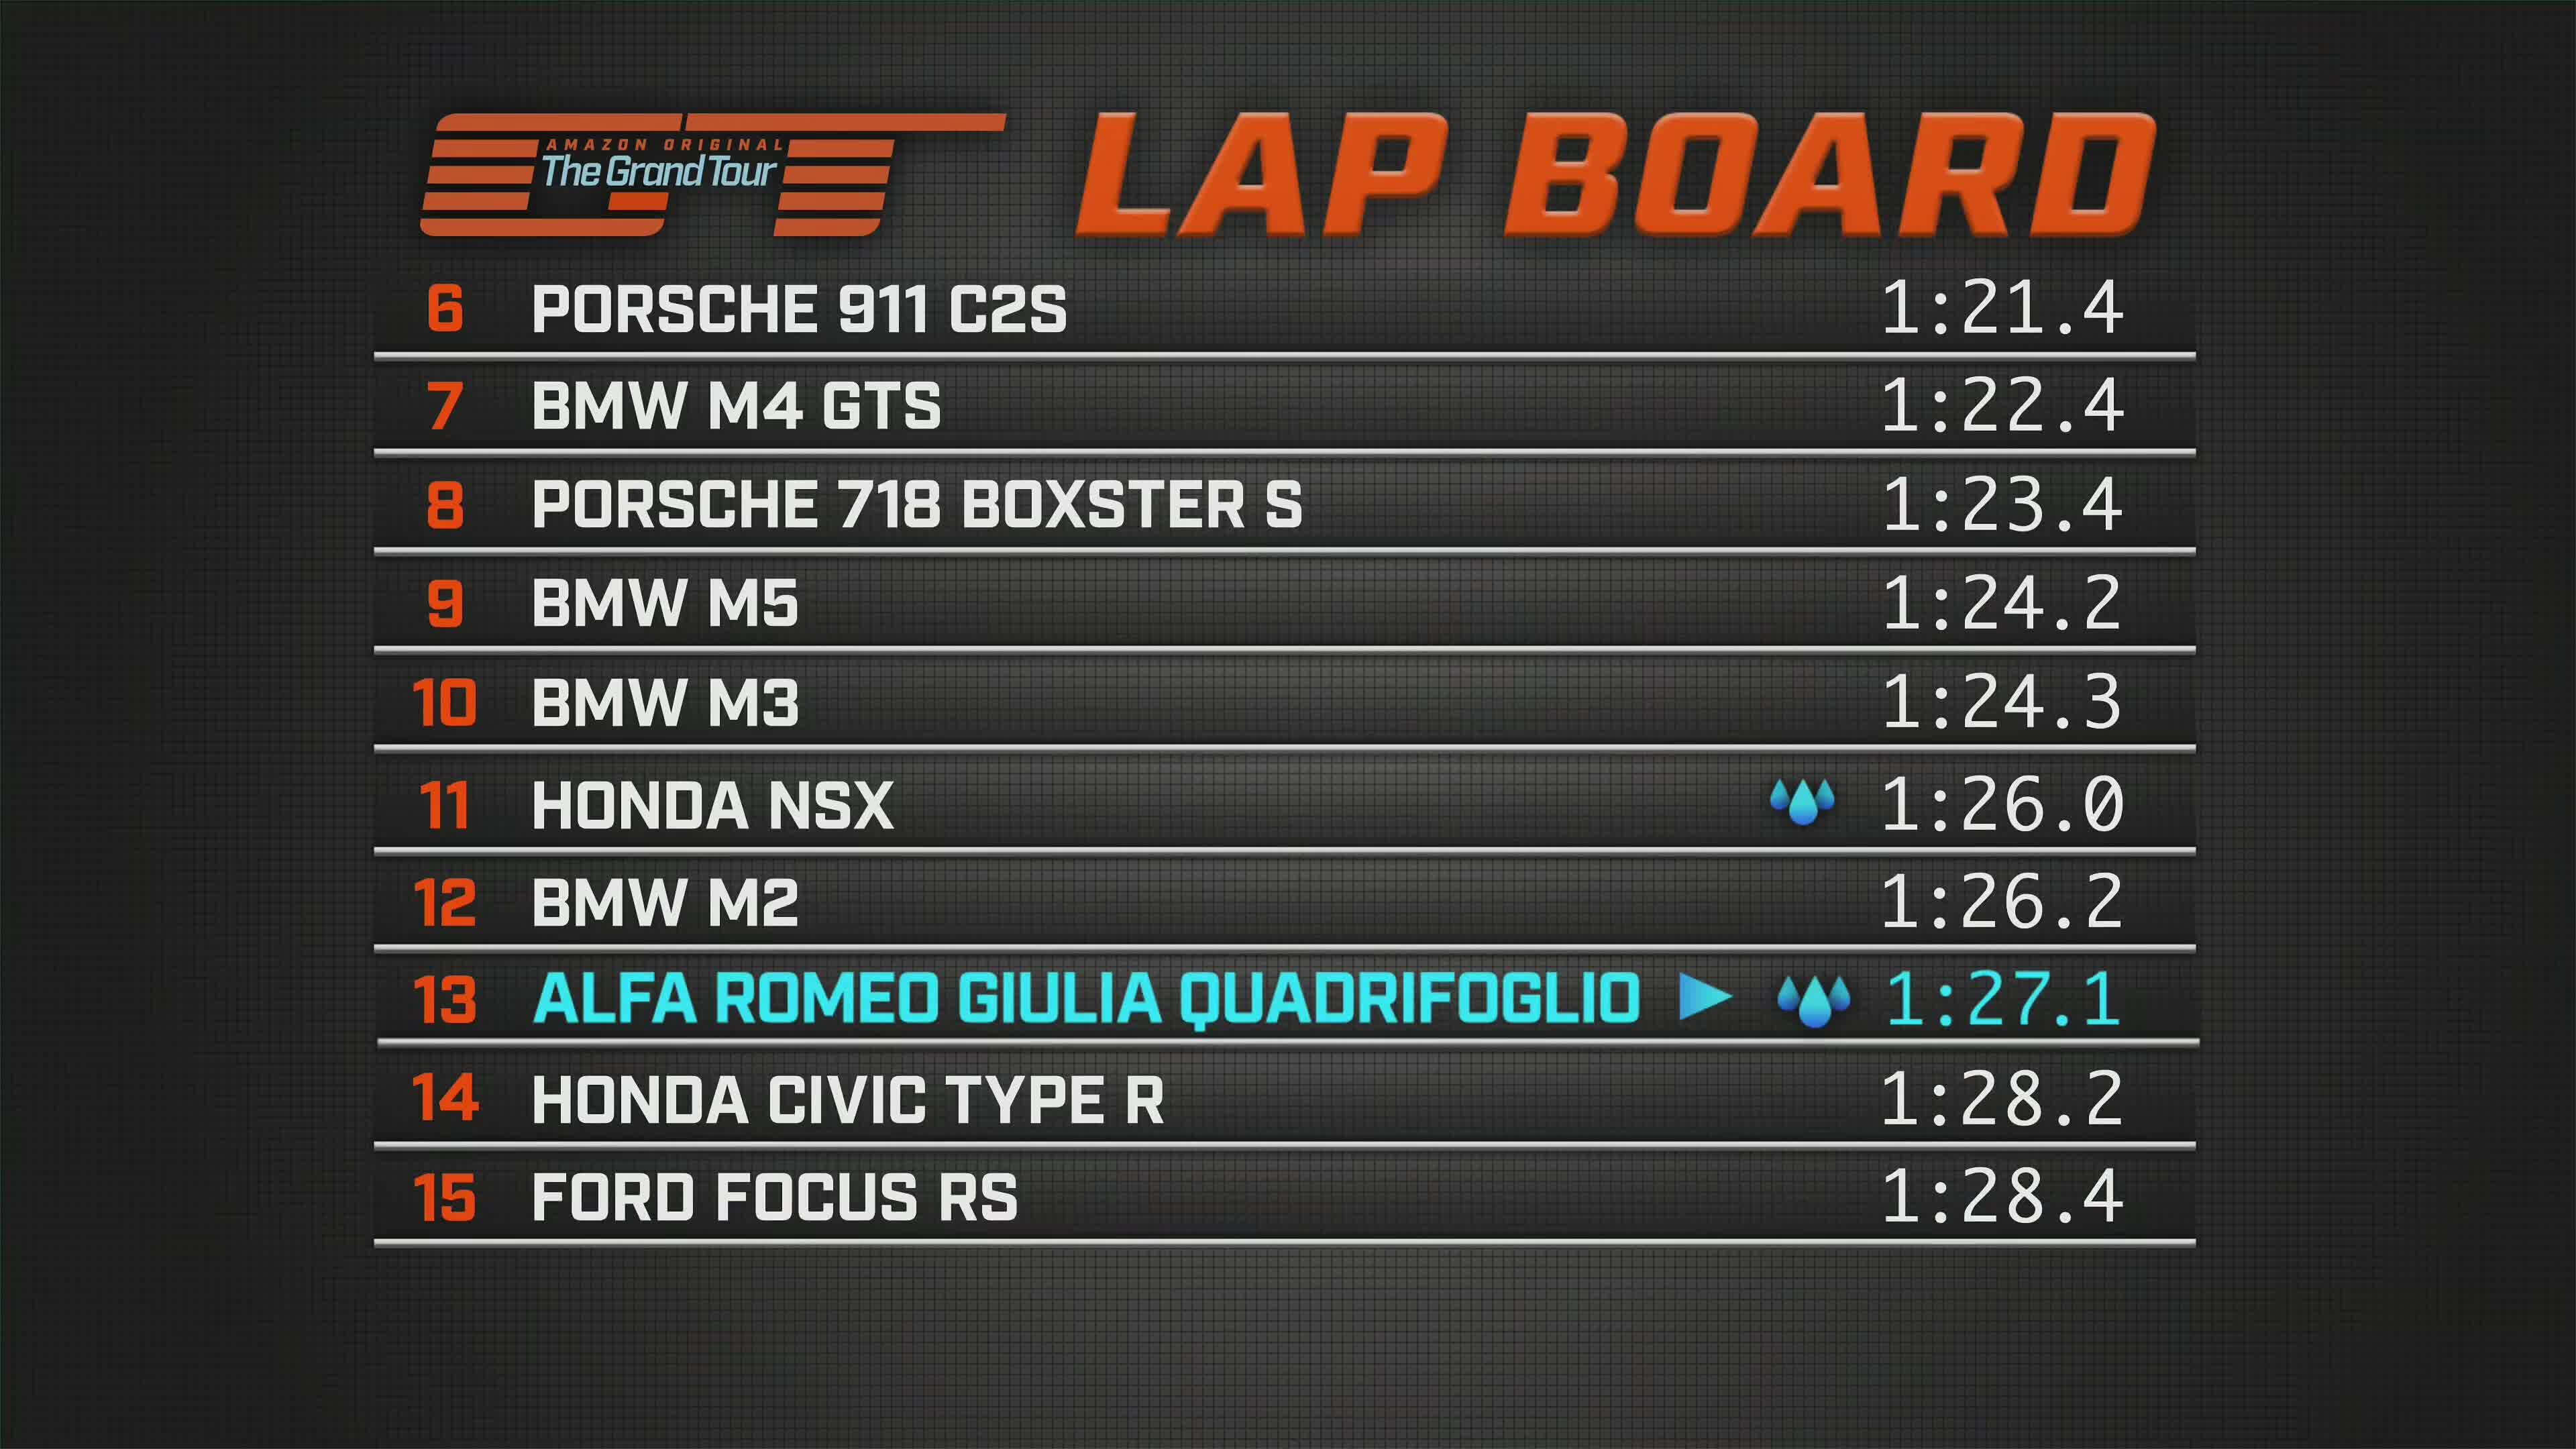 AMAZON ORIGINAL
The Grand Tour
LAP BOARD
6 PORSCHE 911 C2S 1:21.4
7 BMW M4 GTS 1:22.4
8 PORSCHE 718 BOXSTER S 1:23.4
9 BMW M5 1:24.2
10 BMW M3 1:24.3
11 HONDA NSX 1:26.0
12 BMW M2 1:26.2
13 ALFA ROMEO GIULIA QUADRIFOGLIO 1:27.1
14 HONDA CIVIC TYPE R 1:28.2
15 FORD FOCUS RS 1:28.4